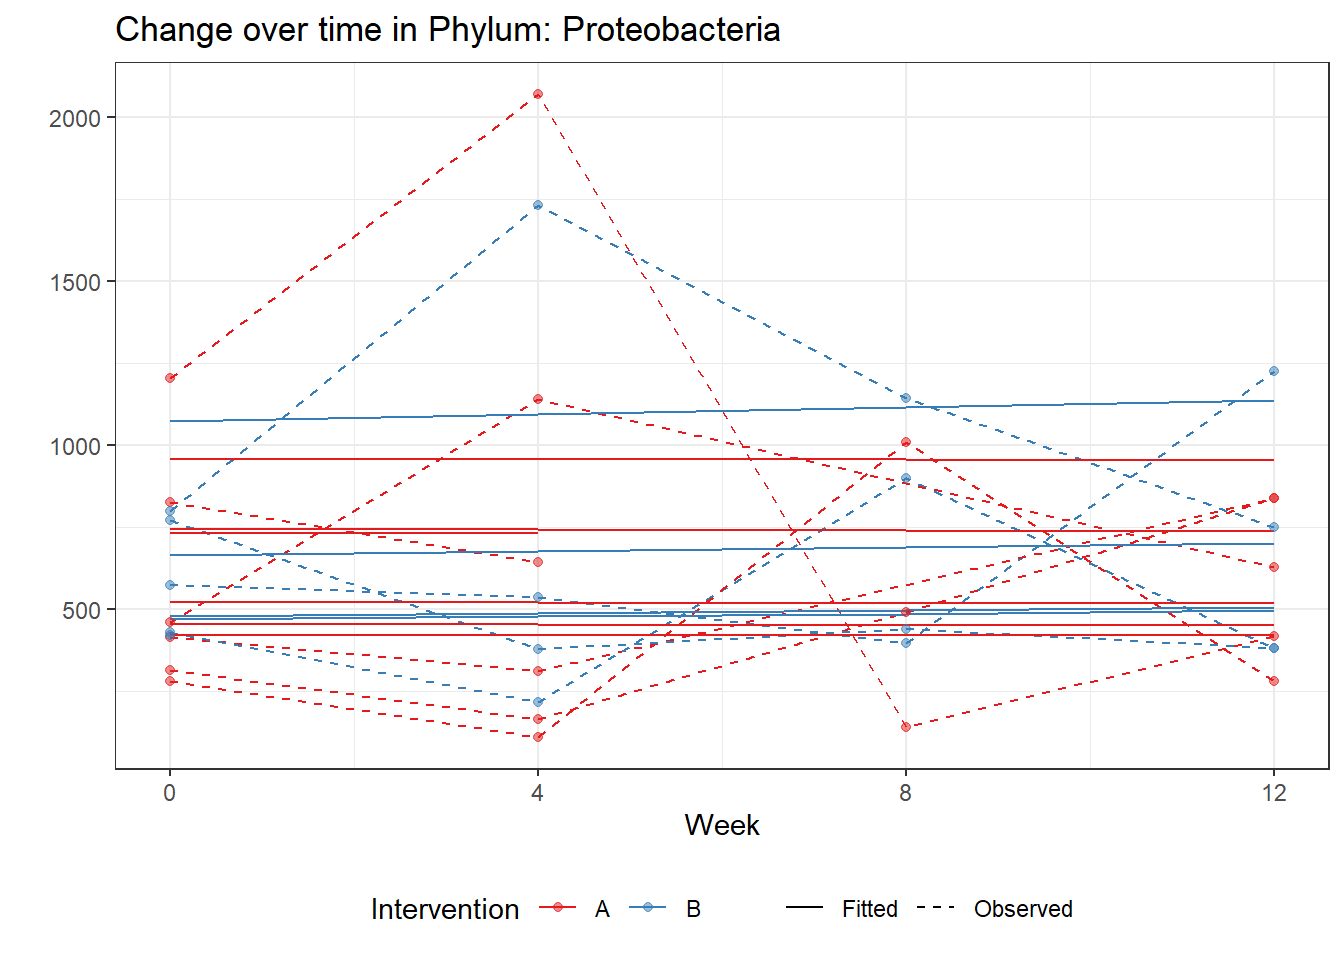 Change over time in Phylum: Proteobacteria
2000
1500
1000
500
0 4 8 12
Week
Intervention A B Fitted Observed